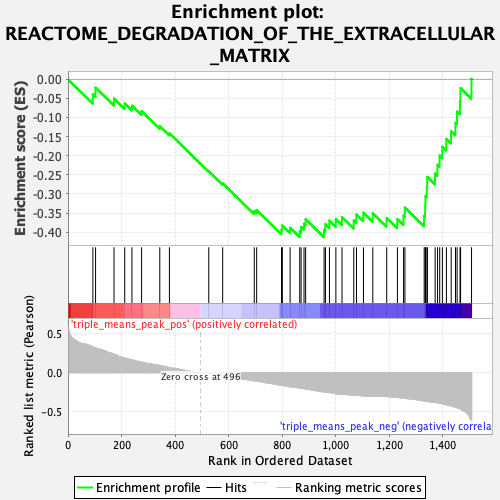 Enrichment plot:
REACTOME_DEGRADATION_OF_THE_EXTRACELLULAR
_MATRIX
Enrichment score (ES)
0.00
-0.05
-0.10
-0.15
-0.20
-0.25
-0.30
-0.35
-0.40
'triple_means_peak_pos' (positively correlated)
Ranked list metric (Pearson)
0.5
0.0
-0.5
Zero cross at 496
'triple_means_peak_neg' (negatively correla
0
200
400
600
800
1,000
1,200
1,400
Rank in Ordered Dataset
Enrichment profile
Hits
Ranking metric scores